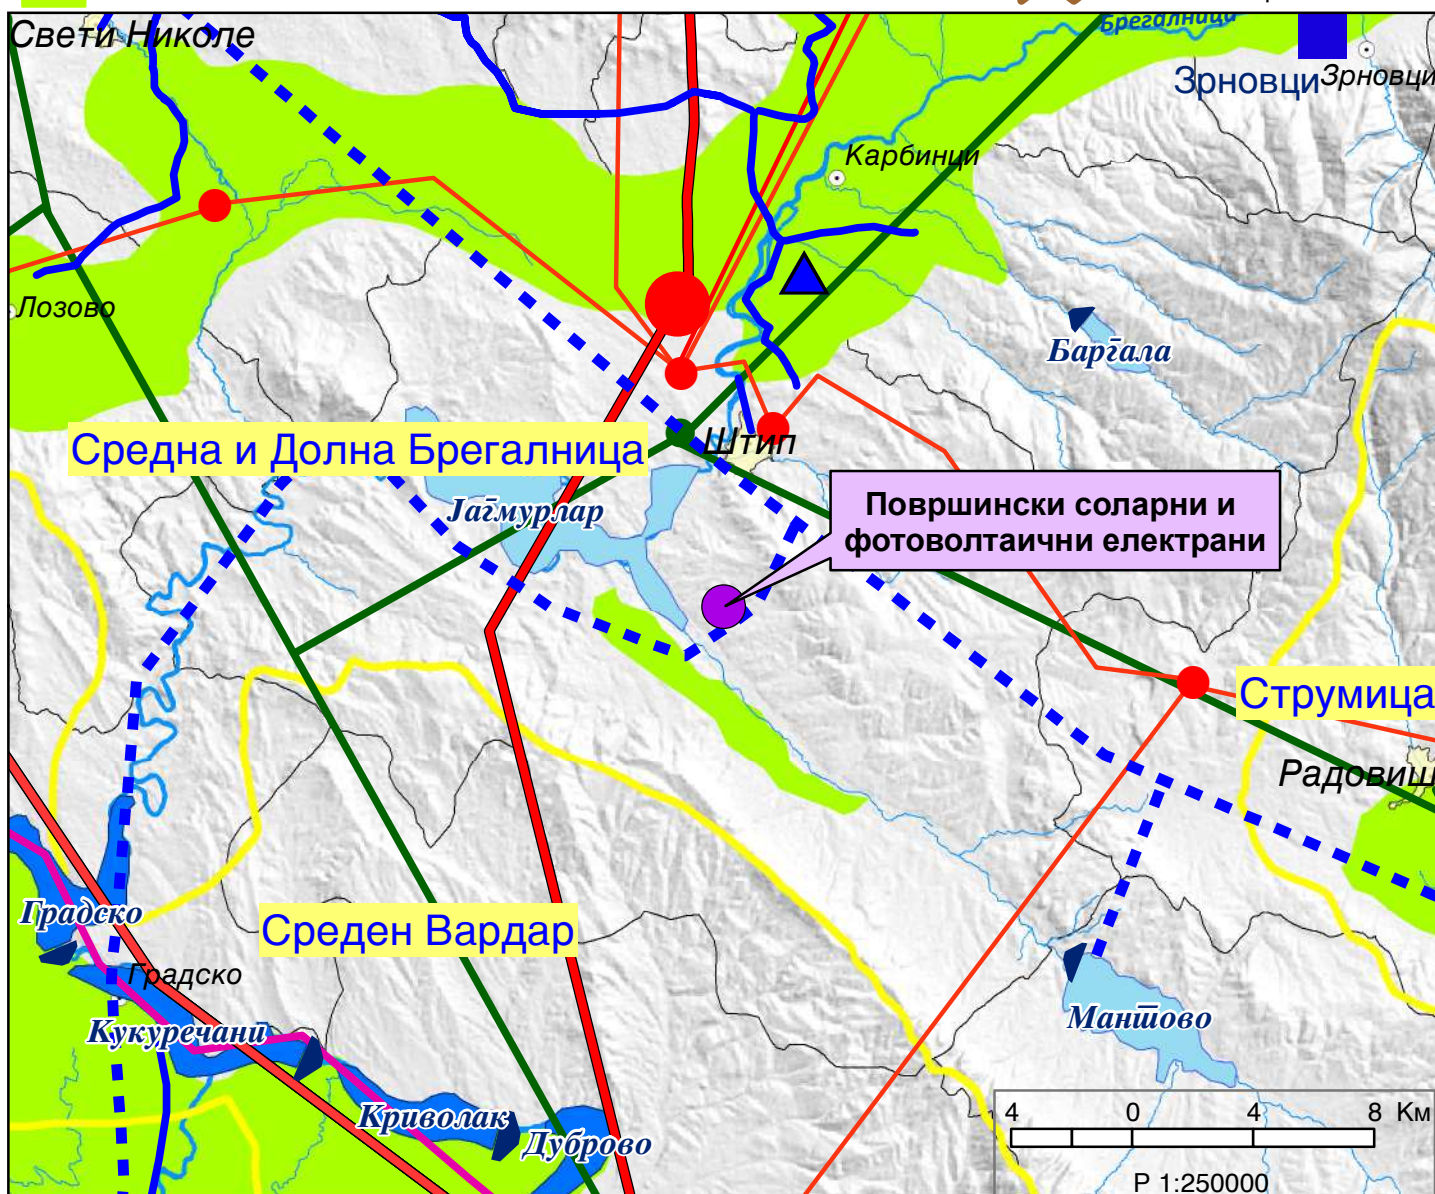 Брегалница
Свети Николе
Зрновци
Зрновци
Карбинци
Лозово
Баргала
Средна и Долна Брегалница
Штип
Јагмурлар
Површински соларни и
фотоволтаични електрани
Струмица
Радовиш
Градско
Среден Вардар
Градско
Кукуречани
Мантово
Криволак
Дуброво
4 0 4 8 Км
Р 1:250000